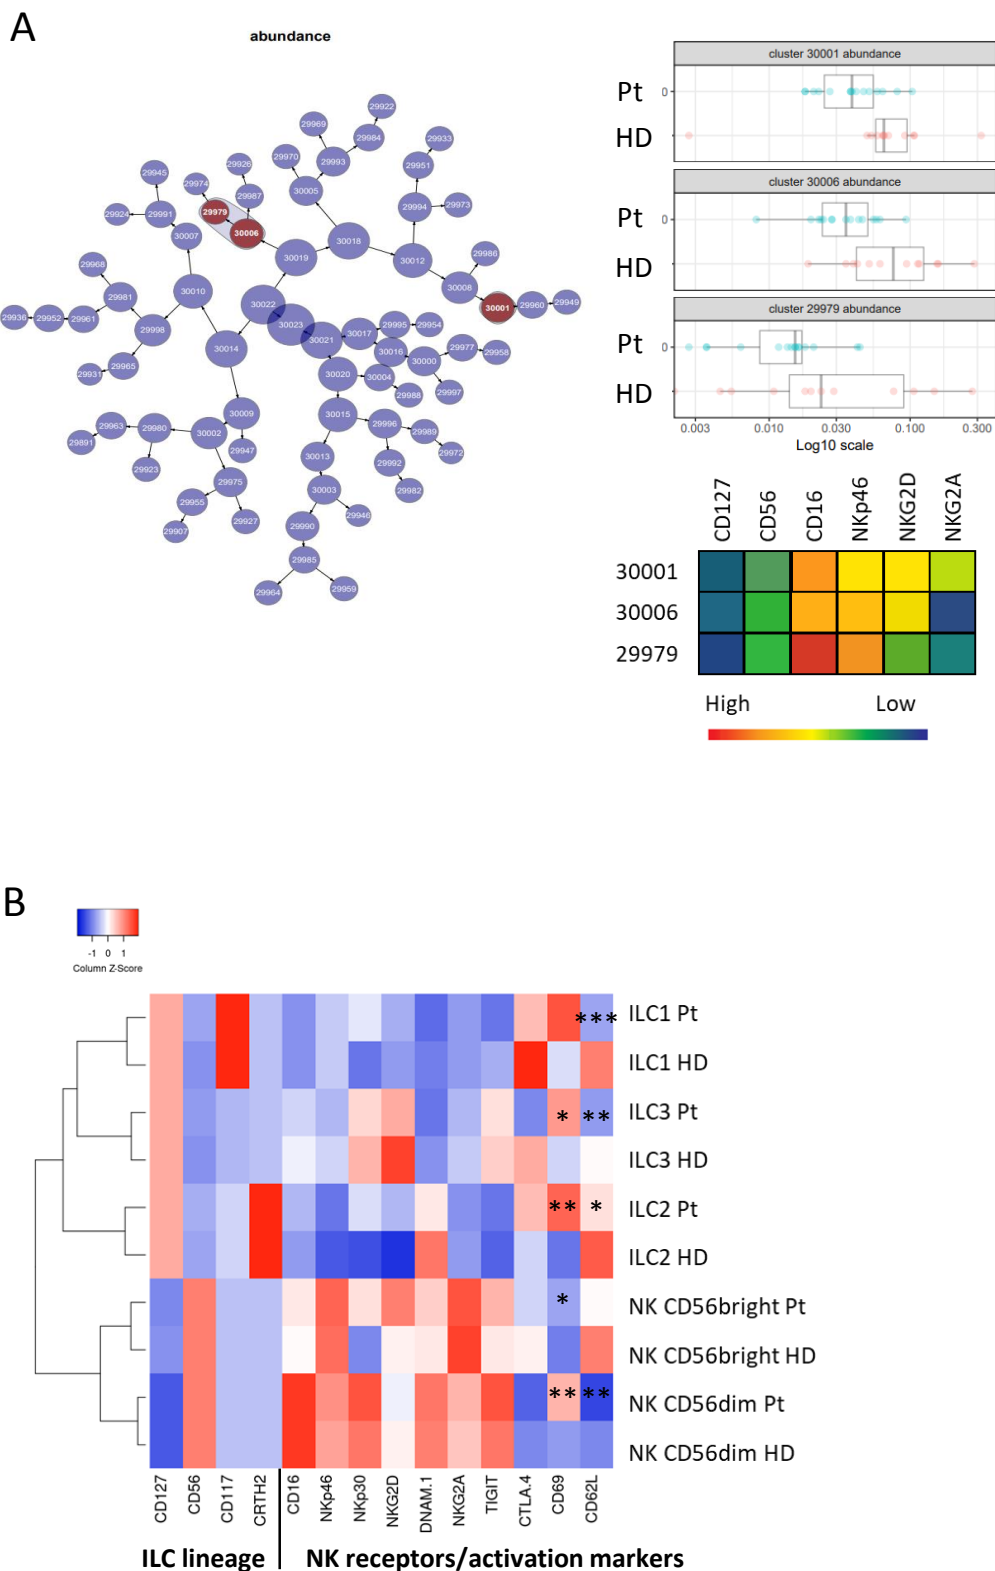 A
abundance
29922
29969
29984
29933
29970
29993
29951
29926
29945
29974
29987
30005
29994
29973
29979
29924
29991
30006
30007
30018
29986
29968
30019
30012
30008
29981
30010
30001
29960
29949
29936
29952
29961
30022
29998
30023
30017
29995
29954
30014
30021
30016
29977
29958
29965
30000
29931
30020
30004
29997
29988
30009
30015
29963
29980
30002
29996
29989
29891
29947
29972
29923
30013
29992
29975
30003
29982
29955
29946
29907
29927
29990
29985
29964
29959
cluster 30001 abundance
Pt
0
HD
cluster 30006 abundance
Pt
0
HD
cluster 29979 abundance
Pt
0
HD
0.003 0.010 0.030 0.100 0.300
Log10 scale
CD127 CD56 CD16 NKp46 NKG2D NKG2A
30001
30006
29979
High Low
B
-1 0 1
Column Z-Score
*** ILC1 Pt
ILC1 HD
* ** ILC3 Pt
ILC3 HD
** * ILC2 Pt
ILC2 HD
* NK CD56bright Pt
NK CD56bright HD
** ** NK CD56dim Pt
NK CD56dim HD
CD127 CD56 CD117 CRTH2 CD16 NKp46 NKp30 NKG2D DNAM.1 NKG2A TIGIT CTLA.4 CD69 CD62L
ILC lineage NK receptors/activation markers